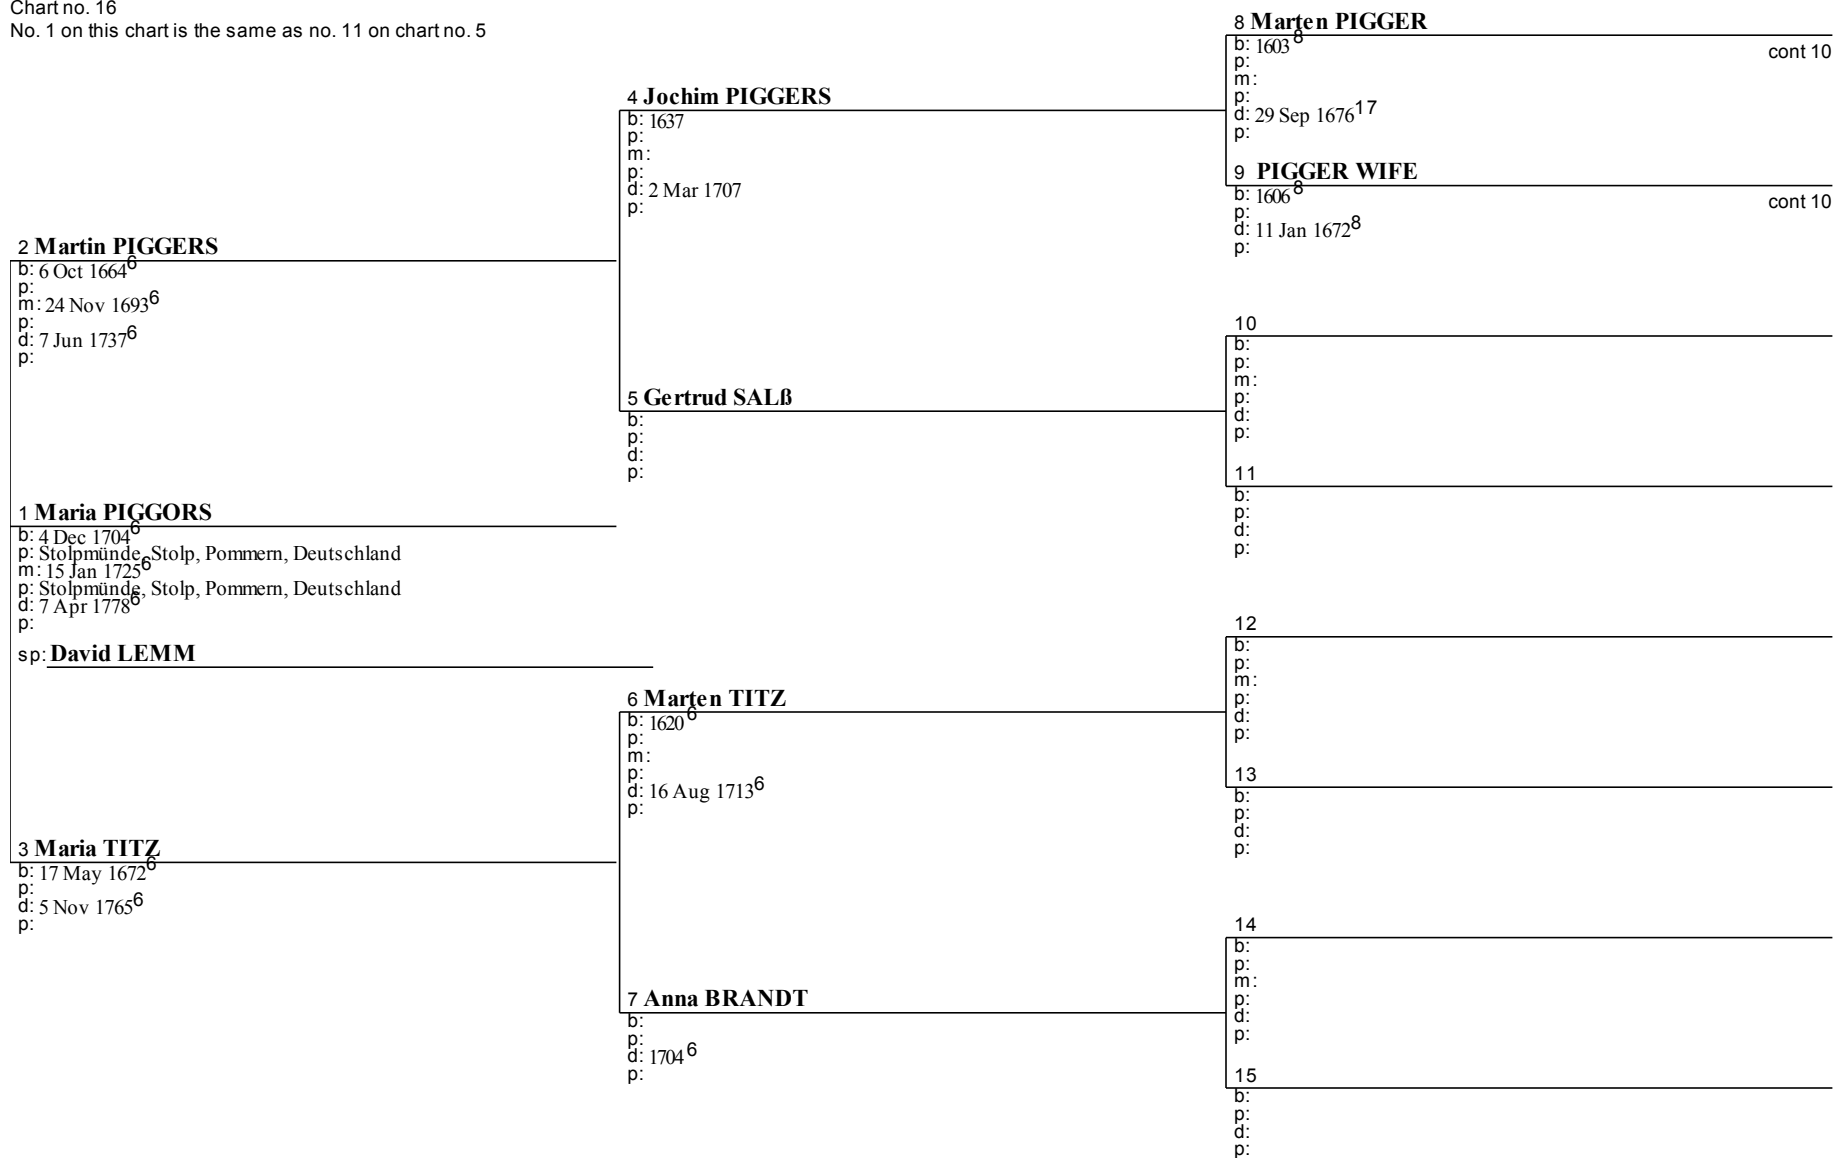 Chart no. 16
No. 1 on this chart is the same as no. 11 on chart no. 5
8 Marten PIGGER
b: 1603 8
cont 10
p:
m:
p:
d: 29 Sep 1676 17
p:
4 Jochim PIGGERS
b: 1637
p:
m:
p:
d: 2 Mar 1707
p:
9 PIGGER WIFE
b: 1606 8
cont 10
p:
d: 11 Jan 1672 8
p:
2 Martin PIGGERS
b: 6 Oct 1664 6
p:
m: 24 Nov 1693 6
p:
d: 7 Jun 1737 6
p:
10
b:
p:
m:
p:
d:
p:
5 Gertrud SALß
b:
p:
d:
p:
11
b:
p:
d:
p:
1 Maria PIGGORS
b: 4 Dec 1704 6
p: Stolpmünde, Stolp, Pommern, Deutschland
m: 15 Jan 1725 6
p: Stolpmünde, Stolp, Pommern, Deutschland
d: 7 Apr 1778 6
p:
sp: David LEMM
12
b:
p:
m:
p:
d:
p:
6 Marten TITZ
b: 1620 6
p:
m:
p:
d: 16 Aug 1713 6
p:
13
b:
p:
d:
p:
3 Maria TITZ
b: 17 May 1672 6
p:
d: 5 Nov 1765 6
p:
14
b:
p:
m:
p:
d:
p:
7 Anna BRANDT
b:
p:
d: 1704 6
p:
15
b:
p:
d:
p: